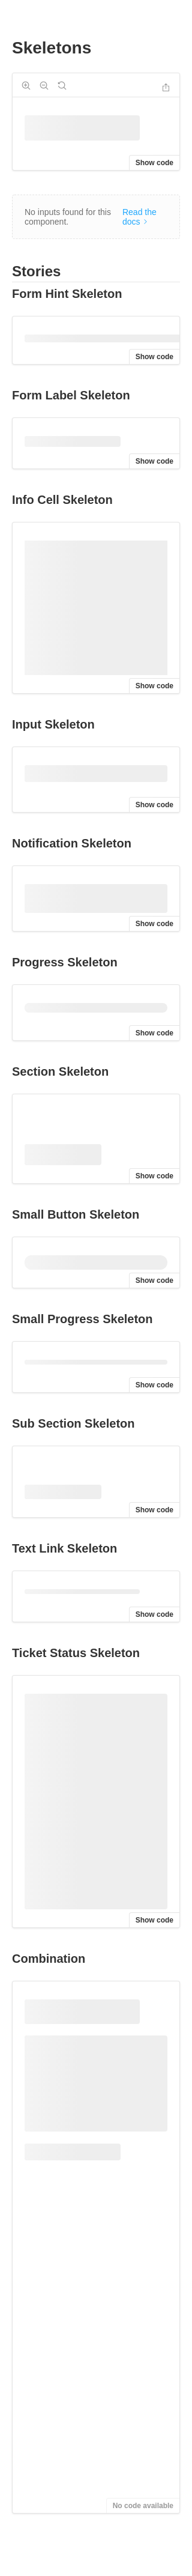 Skeletons
Show code
No inputs found for this
component.
Read the
docs
Stories
Form Hint Skeleton
Show code
Form Label Skeleton
Show code
Info Cell Skeleton
Show code
Input Skeleton
Show code
Notification Skeleton
Show code
Progress Skeleton
Show code
Section Skeleton
Show code
Small Button Skeleton
Show code
Small Progress Skeleton
Show code
Sub Section Skeleton
Show code
Text Link Skeleton
Show code
Ticket Status Skeleton
Show code
Combination
No code available